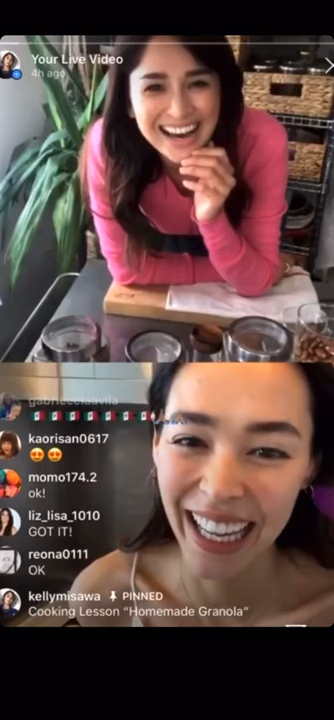 Your Live Video
4h ago
🇲🇽🇲🇽🇲🇽🇲🇽🇲🇽🇲🇽🇲🇽
kaorisan0617
😍😍
momo174.2
ok!
liz_lisa_1010
GOT IT!
reona0111
OK
kellymisawa 📌 PINNED
Cooking Lesson “Homemade Granola”